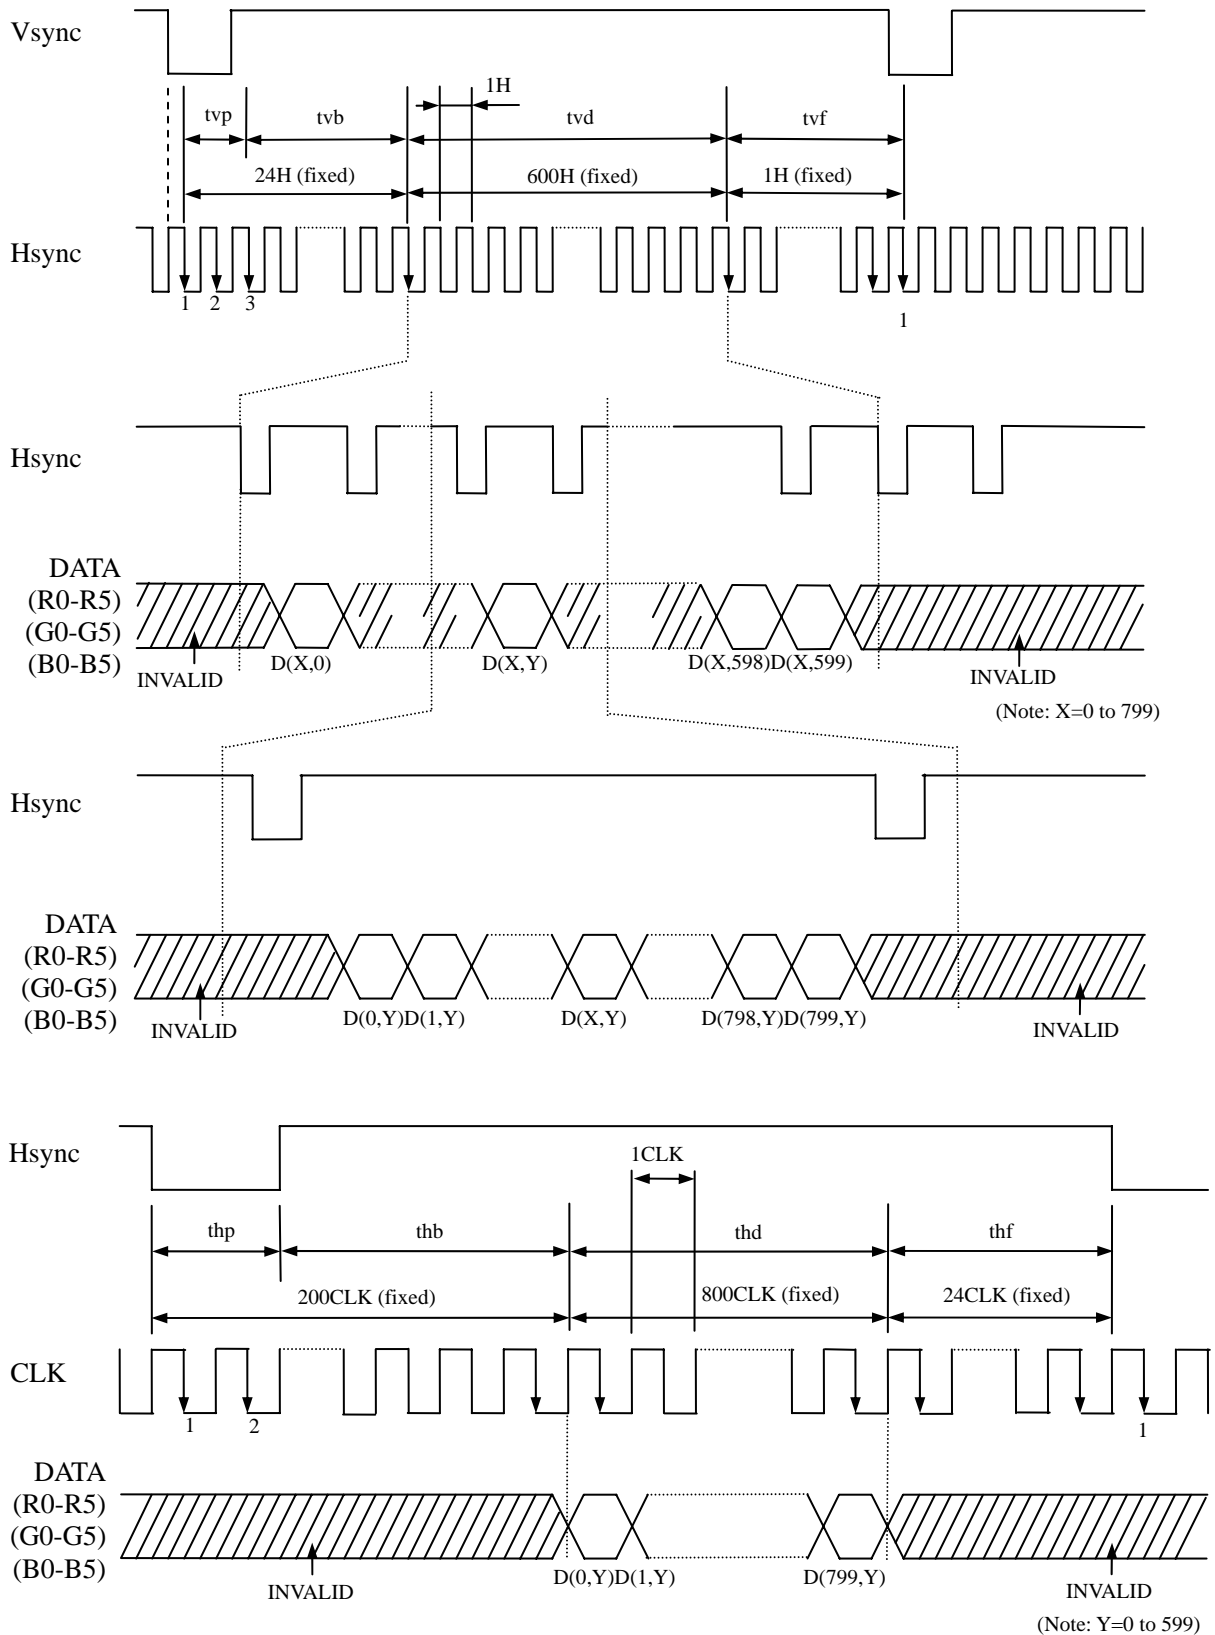 Vsync
1H
tvp tvb tvd tvf
24H (fixed) 600H (fixed) 1H (fixed)
Hsync
1 2 3 1
Hsync
DATA
(R0-R5)
(G0-G5)
(B0-B5)
D(X,0) D(X,Y) D(X,598)D(X,599)
INVALID INVALID
(Note: X=0 to 799)
Hsync
DATA
(R0-R5)
(G0-G5)
(B0-B5)
D(0,Y)D(1,Y) D(X,Y) D(798,Y)D(799,Y)
INVALID INVALID
Hsync
1CLK
thp thb thd thf
200CLK (fixed) 800CLK (fixed) 24CLK (fixed)
CLK
1 2 1
DATA
(R0-R5)
(G0-G5)
(B0-B5)
D(0,Y)D(1,Y) D(799,Y)
INVALID INVALID
(Note: Y=0 to 599)